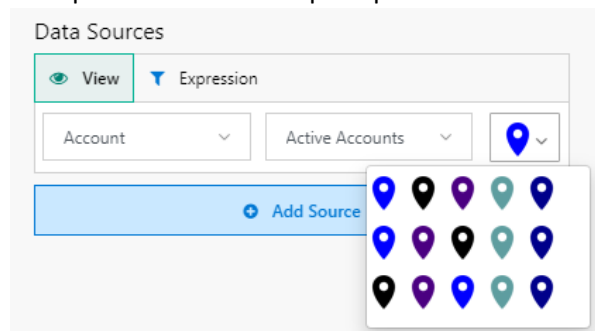 Data Sources
View Expression
Account Active Accounts
Add Source